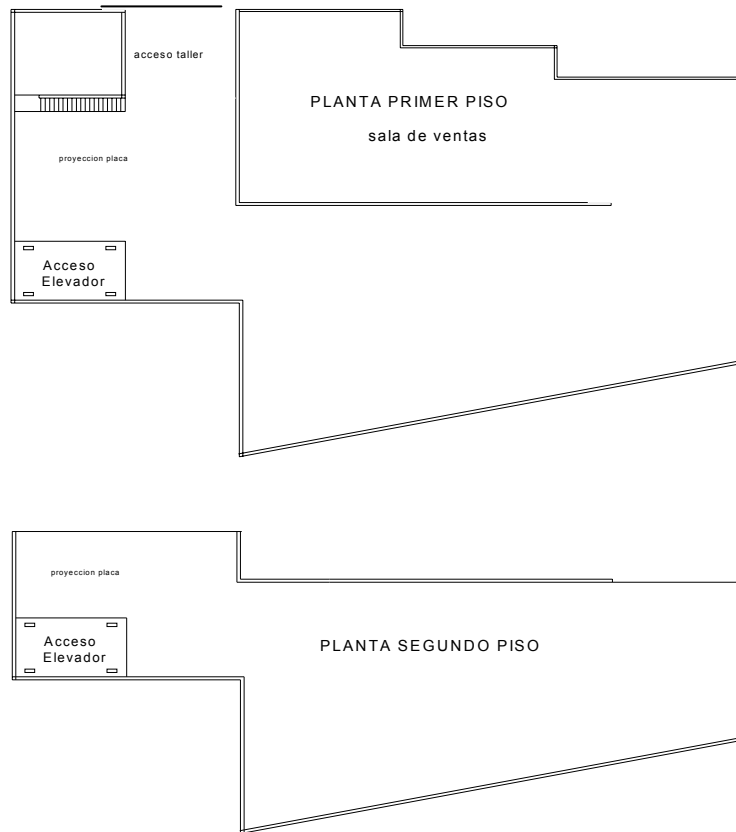 acceso taller
PLANTA PRIMER PISO
sala de ventas
proyeccion placa
Acceso
Elevador
proyeccion placa
Acceso
Elevador
PLANTA SEGUNDO PISO